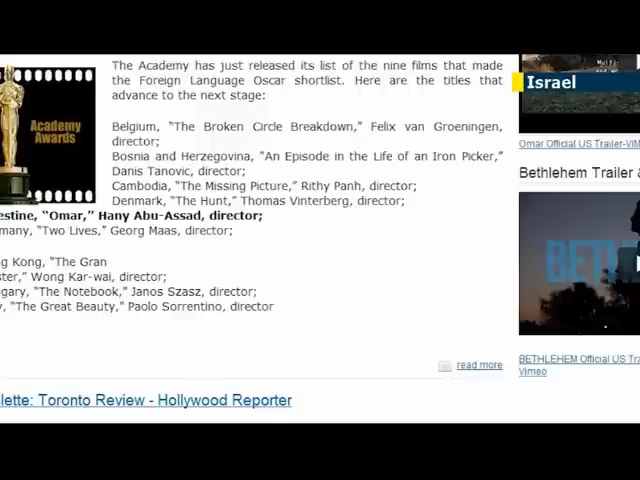 The Academy has just released its list of the nine films that made
the Foreign Language Oscar shortlist. Here are the titles that
advance to the next stage:
Academy
Awards
Belgium, “The Broken Circle Breakdown,” Felix van Groeningen,
director;
Bosnia and Herzegovina, “An Episode in the Life of an Iron Picker,”
Danis Tanovic, director;
Cambodia, “The Missing Picture,” Rithy Panh, director;
Denmark, “The Hunt,” Thomas Vinterberg, director;
estine, “Omar,” Hany Abu-Assad, director;
many, “Two Lives,” Georg Maas, director;
g Kong, “The Gran
ster,” Wong Kar-wai, director;
gary, “The Notebook,” Janos Szasz, director;
, “The Great Beauty,” Paolo Sorrentino, director
read more
lette: Toronto Review - Hollywood Reporter
Israel
Omar Official US Trailer-VIM
Bethlehem Trailer &
BETHLEHEM Official US Tra
Vimeo